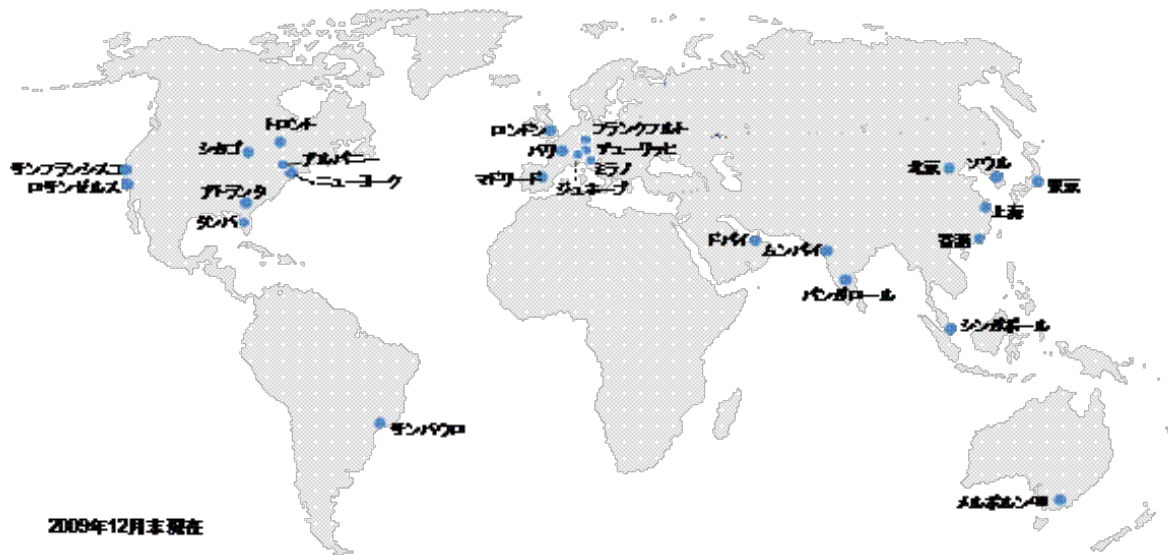 トロント
シカゴ
アルバニー
サンフランシスコ
ニューヨーク
ロサンゼルス
アトランタ
タンパ
サンパウロ
ロンドン
フランクフルト
パリ
チューリッヒ
ミラノ
マドリード
ジュネーブ
北京
ソウル
東京
上海
香港
ドバイ
ムンバイ
バンガロール
シンガポール
メルボルン
2009年12月末現在